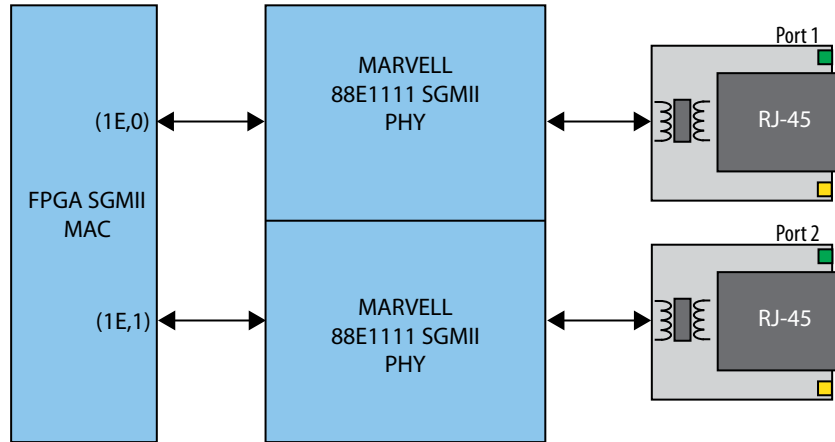 FPGA SGMII
MAC
(1E,0)
(1E,1)
MARVELL
88E1111 SGMII
PHY
MARVELL
88E1111 SGMII
PHY
Port 1
RJ-45
Port 2
RJ-45